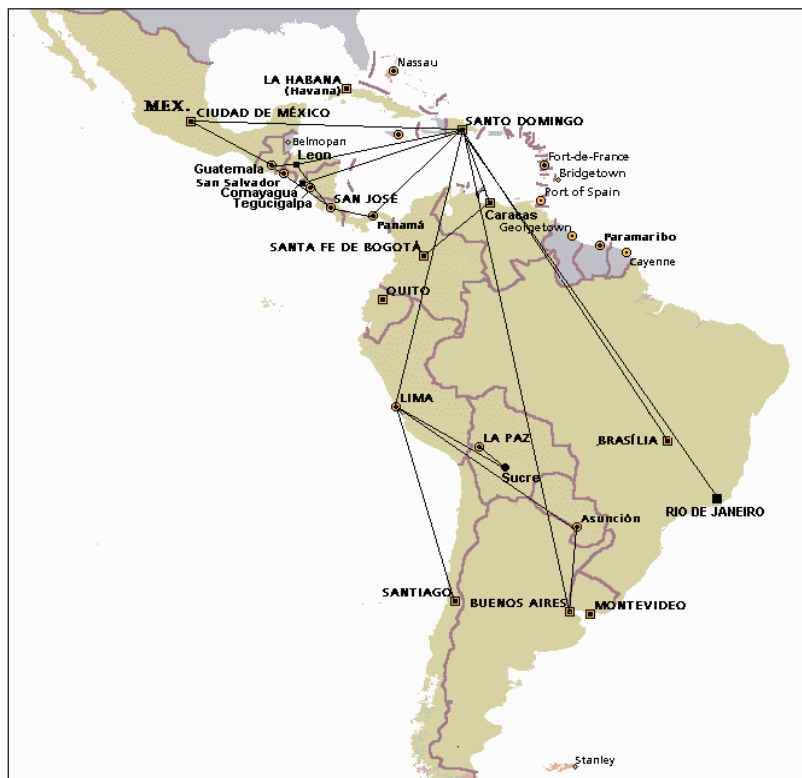 Nassau
LA HABANA
(Havana)
MEX.
CIUDAD DE MÉXICO
SANTO DOMINGO
Belmopan
Leon
Guatemala
San Salvador
Comayagua
Tegucigalpa
SAN JOSÉ
Panamá
Fort-de-France
Bridgetown
Port of Spain
Caracas
Georgetown
Paramaribo
Cayenne
SANTA FE DE BOGOTÁ
QUITO
LIMA
LA PAZ
Sucre
BRASÍLIA
RIO DE JANEIRO
Asunción
SANTIAGO
BUENOS AIRES
MONTEVIDEO
Stanley